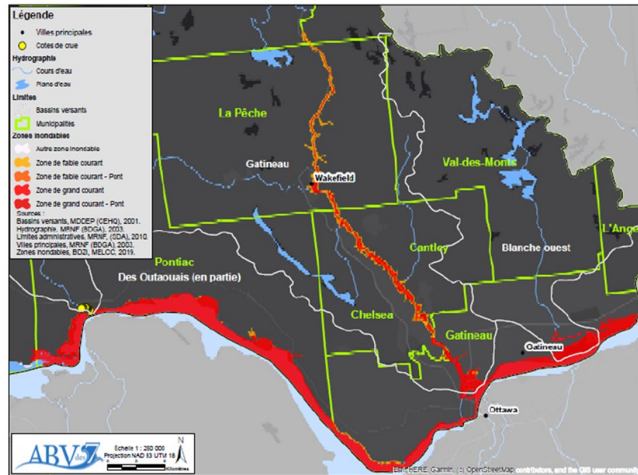 Légende
Villes principales
Cotes de crue
Hydrographie
Cours d'eau
Plans d'eau
Limites
Bassins versants
Municipalités
Zones inondables
Autre zone inondable
Zone de faible courant
Zone de faible courant - Pont
Zone de grand courant
Zone de grand courant - Pont
Sources :
Bassins versants, MDDEP (CEHQ), 2001.
Hydrographie, MRNF (BDGA), 2003.
Limites administratives, MRNF, (SDA), 2010.
Villes principales, MRNF (BDGA), 2003.
Zones inondables, BDZI, MELCC, 2019.
La Pêche
Gatineau
Wakefield
Val-des-Monts
L'Ange
Cantley
Blanche ouest
Pontiac
Des Outaouais (en partie)
Chelsea
Gatineau
Gatineau
Ottawa
ABV des 7
Échelle 1 : 250 000
Projection NAD 83 UTM 18
Kilomètres
N
Esri, HERE, Garmin, (c) OpenStreetMap contributors, and the GIS user community